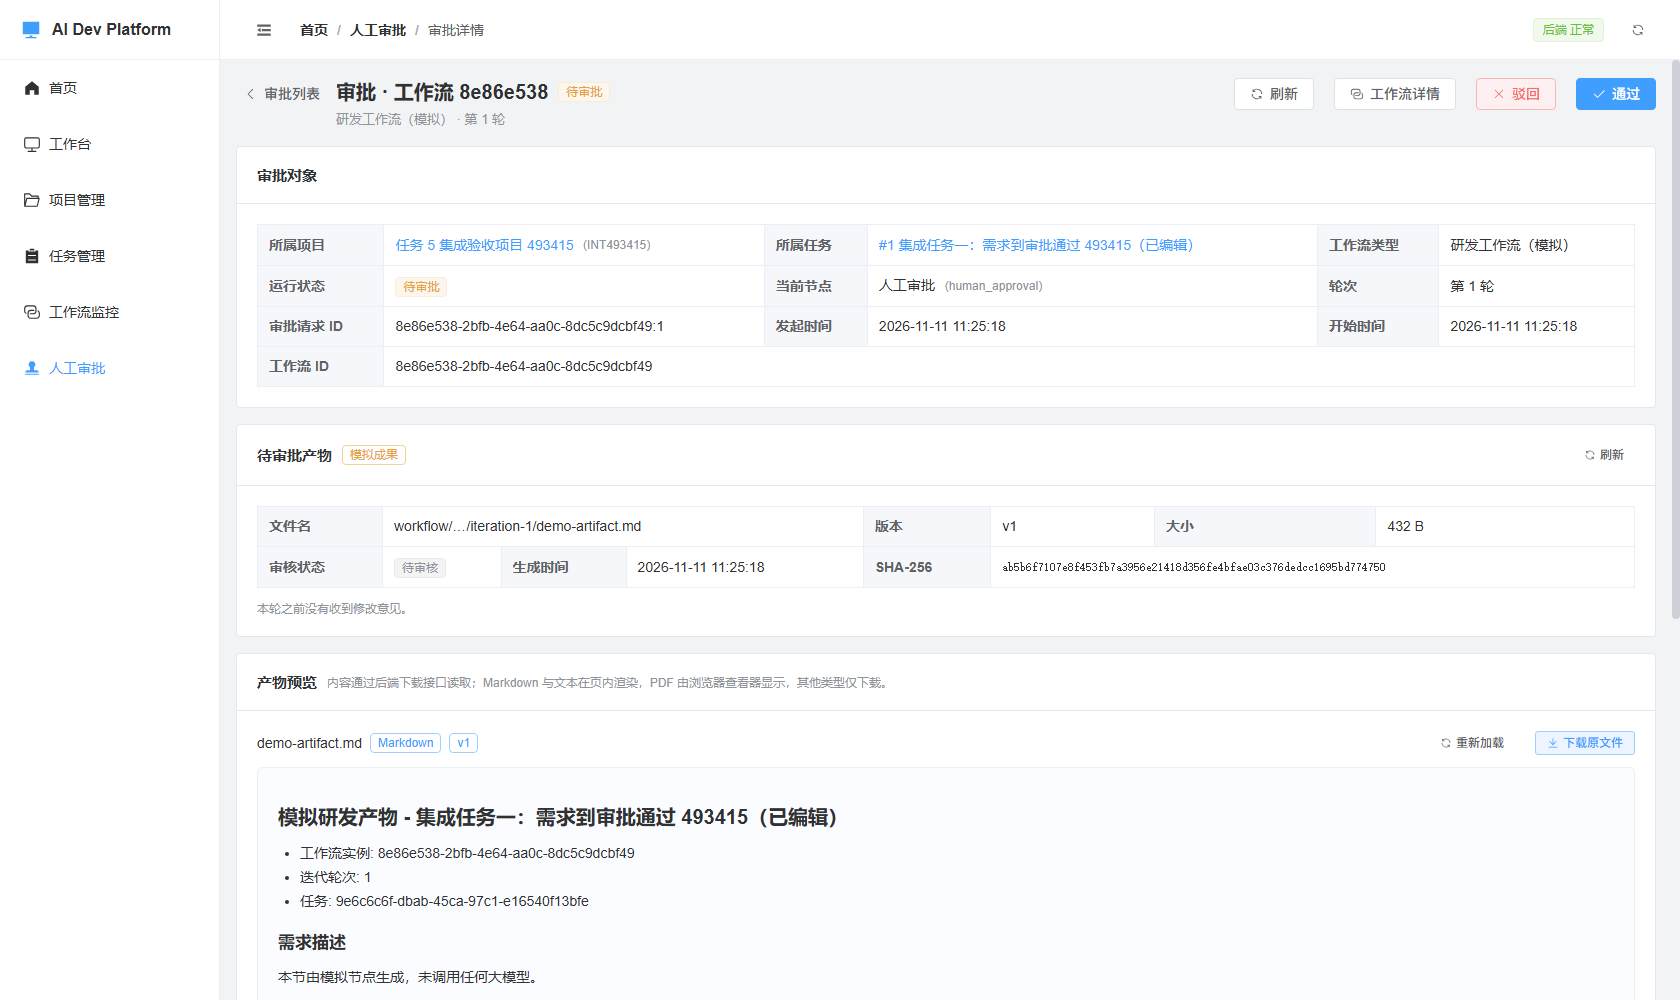 AI Dev Platform
首页 / 人工审批 / 审批详情
后端 正常
首页
工作台
项目管理
任务管理
工作流监控
人工审批
审批列表
审批 · 工作流 8e86e538 待审批
研发工作流（模拟） · 第 1 轮
刷新
工作流详情
驳回
通过
审批对象
所属项目 任务 5 集成验收项目 493415 (INT493415) 所属任务 #1 集成任务一：需求到审批通过 493415（已编辑） 工作流类型 研发工作流（模拟）
运行状态 待审批 当前节点 人工审批 (human_approval) 轮次 第 1 轮
审批请求 ID 8e86e538-2bfb-4e64-aa0c-8dc5c9dcbf49:1 发起时间 2026-11-11 11:25:18 开始时间 2026-11-11 11:25:18
工作流 ID 8e86e538-2bfb-4e64-aa0c-8dc5c9dcbf49
待审批产物 模拟成果 刷新
文件名 workflow/…/iteration-1/demo-artifact.md 版本 v1 大小 432 B
审核状态 待审核 生成时间 2026-11-11 11:25:18 SHA-256 ab5b6f7107e8f453fb7a3956e21418d356fe4bfae03c376dedcc1695bd774750
本轮之前没有收到修改意见。
产物预览 内容通过后端下载接口读取；Markdown 与文本在页内渲染，PDF 由浏览器查看器显示，其他类型仅下载。
demo-artifact.md Markdown v1 重新加载 下载原文件
模拟研发产物 - 集成任务一：需求到审批通过 493415（已编辑）
• 工作流实例: 8e86e538-2bfb-4e64-aa0c-8dc5c9dcbf49
• 迭代轮次: 1
• 任务: 9e6c6c6f-dbab-45ca-97c1-e16540f13bfe
需求描述
本节由模拟节点生成，未调用任何大模型。